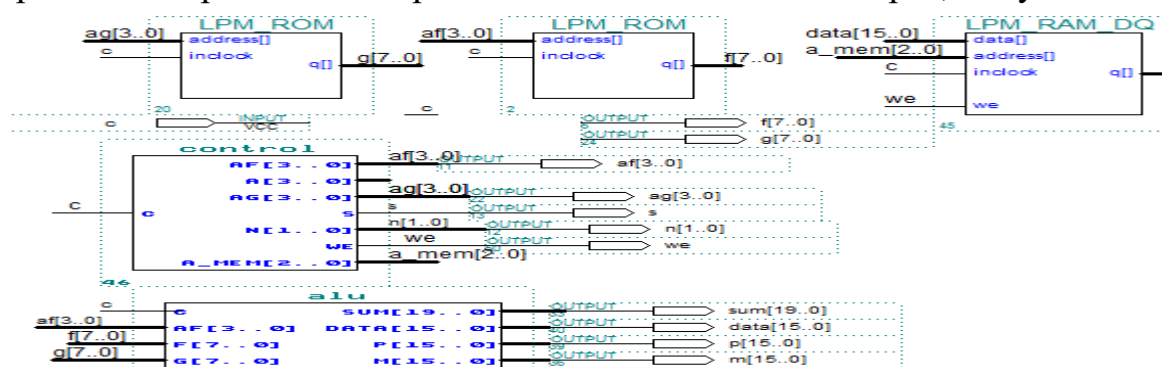 LPM_ROM LPM_ROM LPM_RAM_DQ
ag[3..0] address[] af[3..0] address[] data[15..0] data[]
c inclock c inclock a_mem[2..0] address[]
q[] g[7..0] q[] f[7..0] c inclock q[]
we we
20 2 45
c INPUT VCC c
OUTPUT f[7..0]
24 OUTPUT g[7..0]
control
AF[3..0] af[3..0] 11 OUTPUT af[3..0]
A[3..0]
AG[3..0] ag[3..0] 22 OUTPUT ag[3..0]
c c S s 13 OUTPUT s
N[1..0] n[1..0] 12 OUTPUT n[1..0]
WE we OUTPUT we
A_MEM[2..0] a_mem[2..0]
46
alu
c c SUM[19..0] OUTPUT sum[19..0]
af[3..0] AF[3..0] DATA[15..0] OUTPUT data[15..0]
f[7..0] F[7..0] P[15..0] OUTPUT p[15..0]
g[7..0] G[7..0] M[15..0] OUTPUT m[15..0]